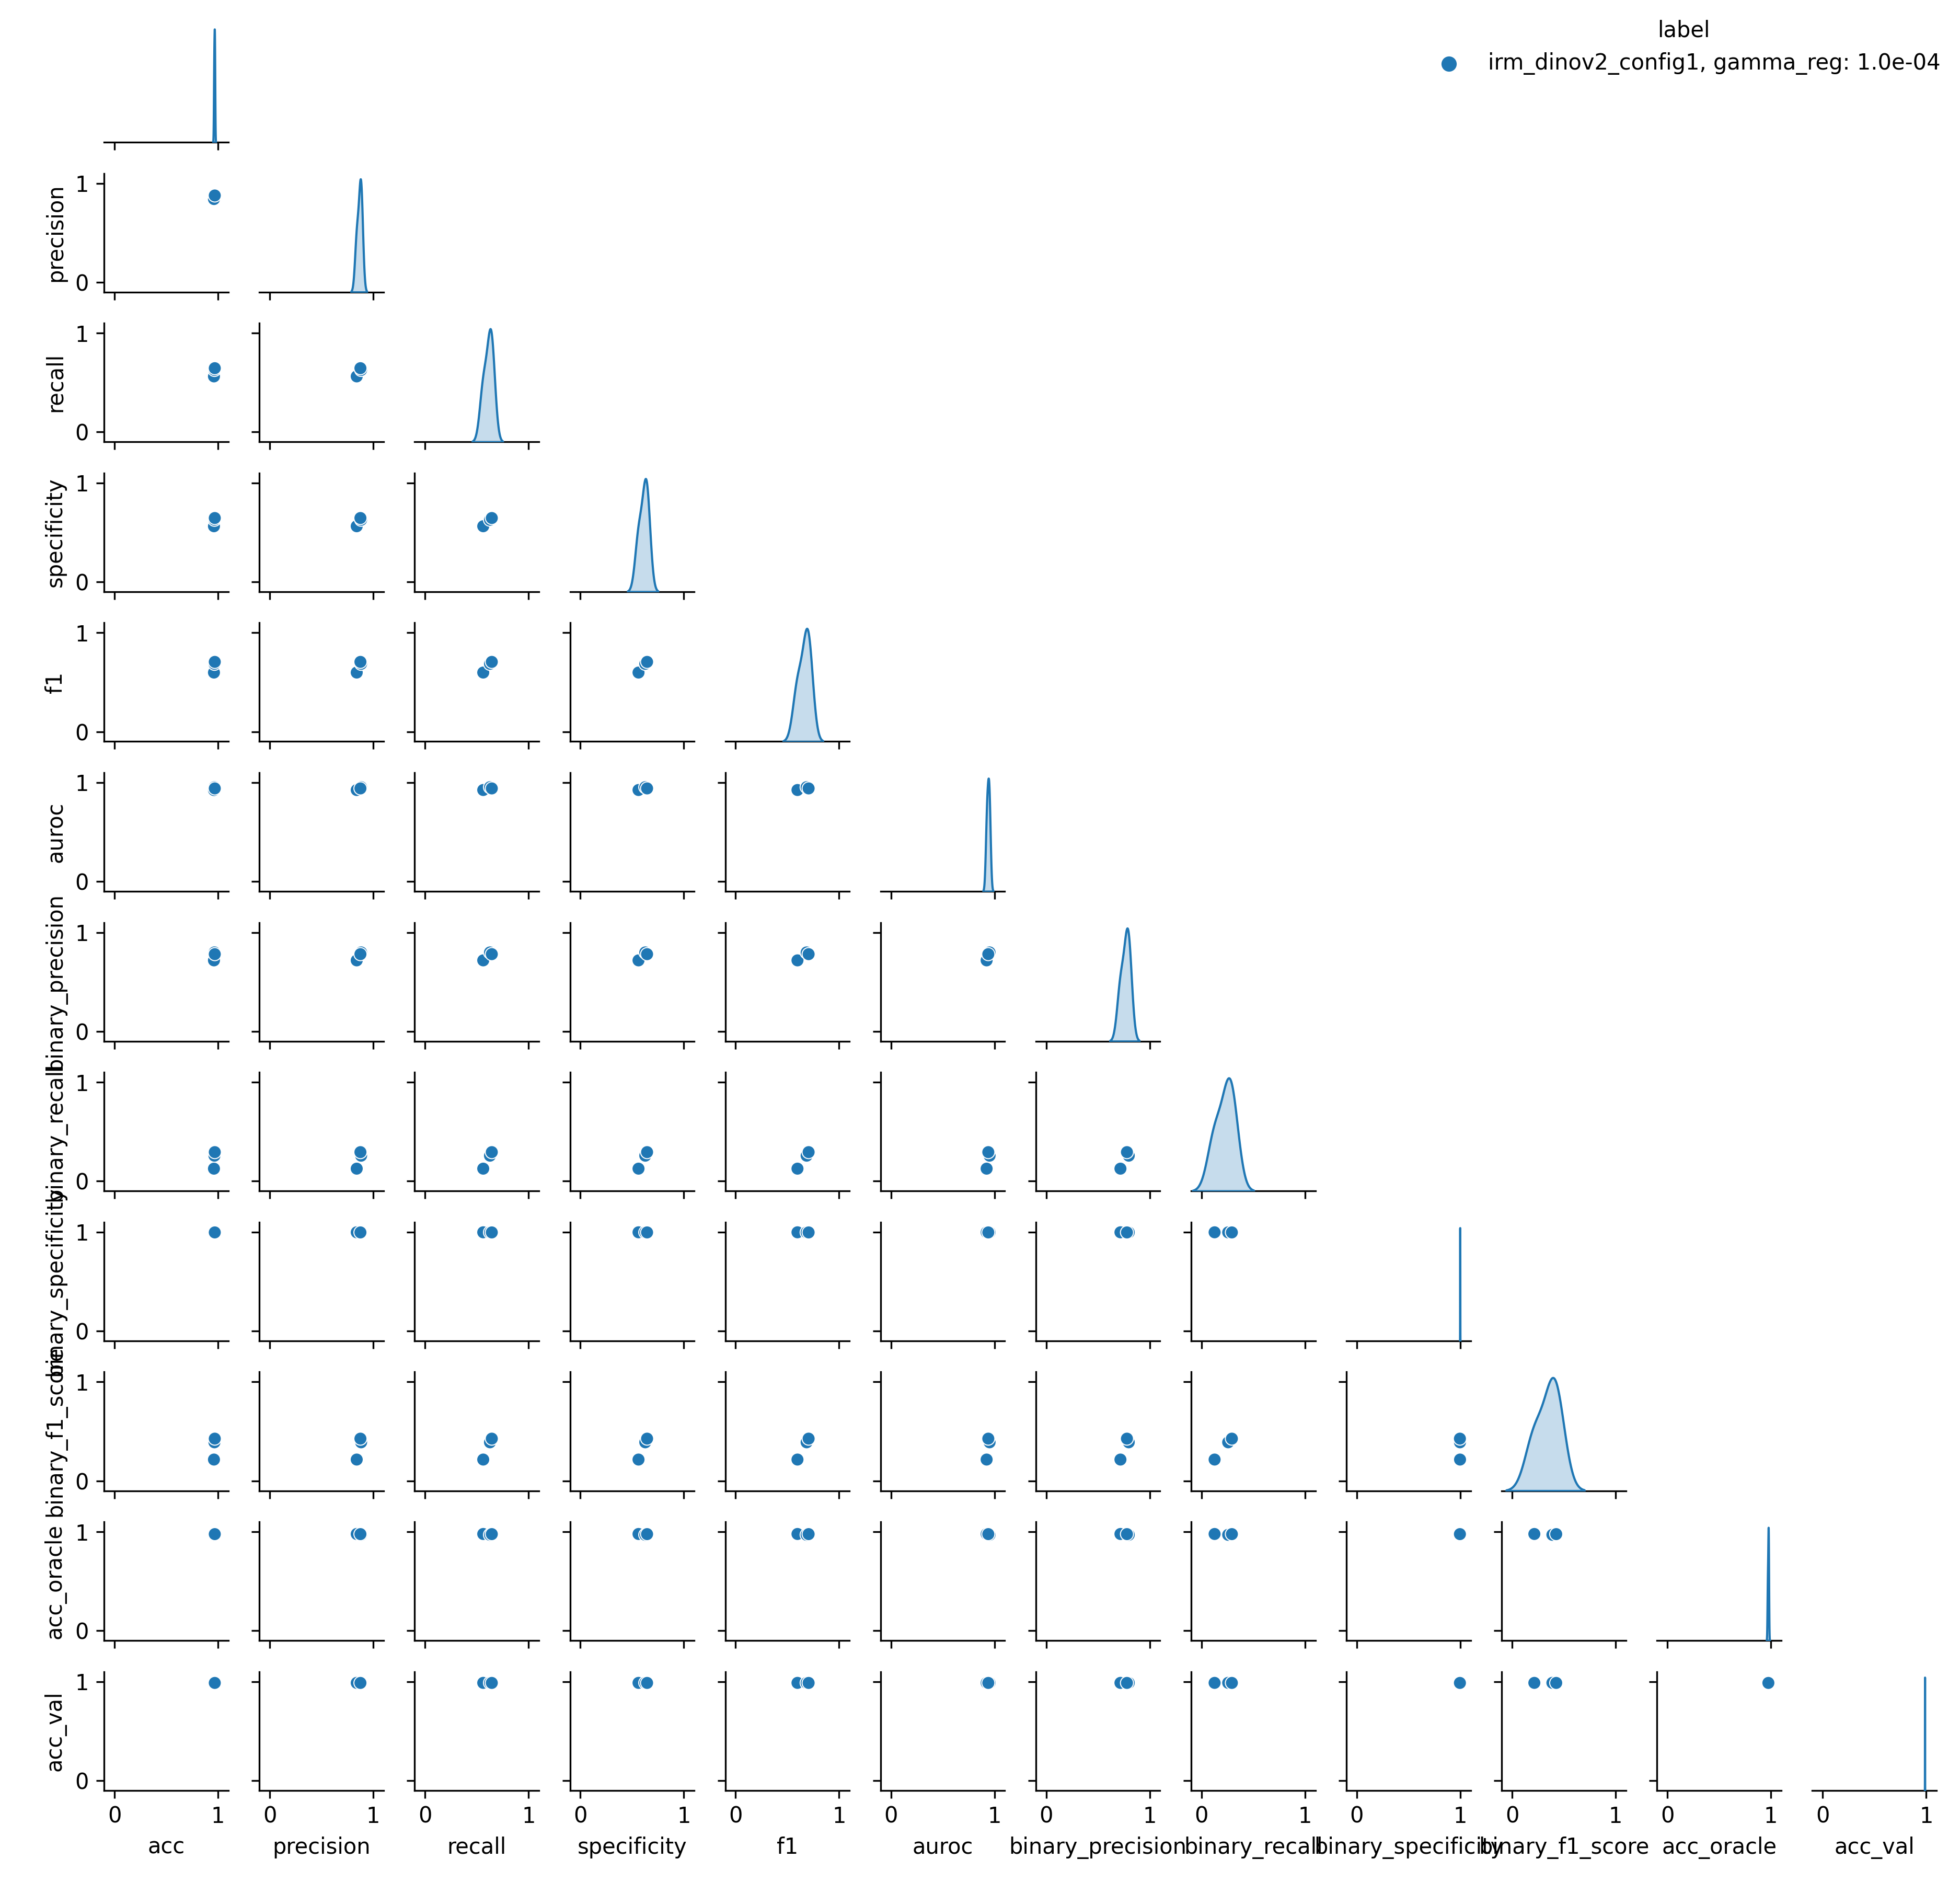 label
irm_dinov2_config1, gamma_reg: 1.0e-04
precision
1
0
recall
1
0
specificity
1
0
f1
1
0
auroc
1
0
binary_precision
1
0
binary_recall
1
0
binary_specificity
1
0
binary_f1_score
1
0
acc_oracle
1
0
acc_val
1
0
0 1 0 1 0 1 0 1 0 1 0 1 0 1 0 1 0 1 0 1 0 1 0 1
acc precision recall specificity f1 auroc binary_precision binary_recall binary_specificity binary_f1_score acc_oracle acc_val